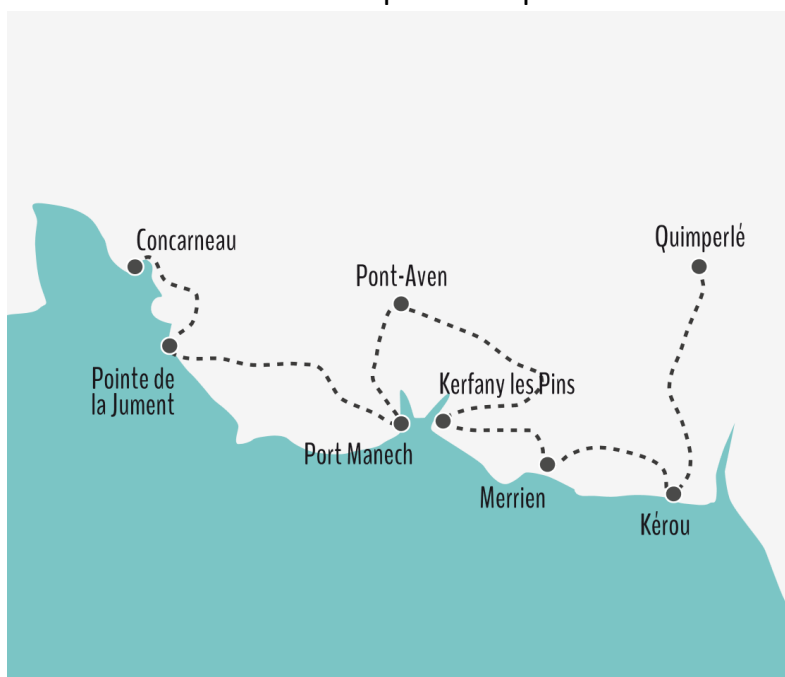 Concarneau
Quimperlé
Pont-Aven
Pointe de
la Jument
Kerfany les Pins
Port Manech
Merrien
Kérou